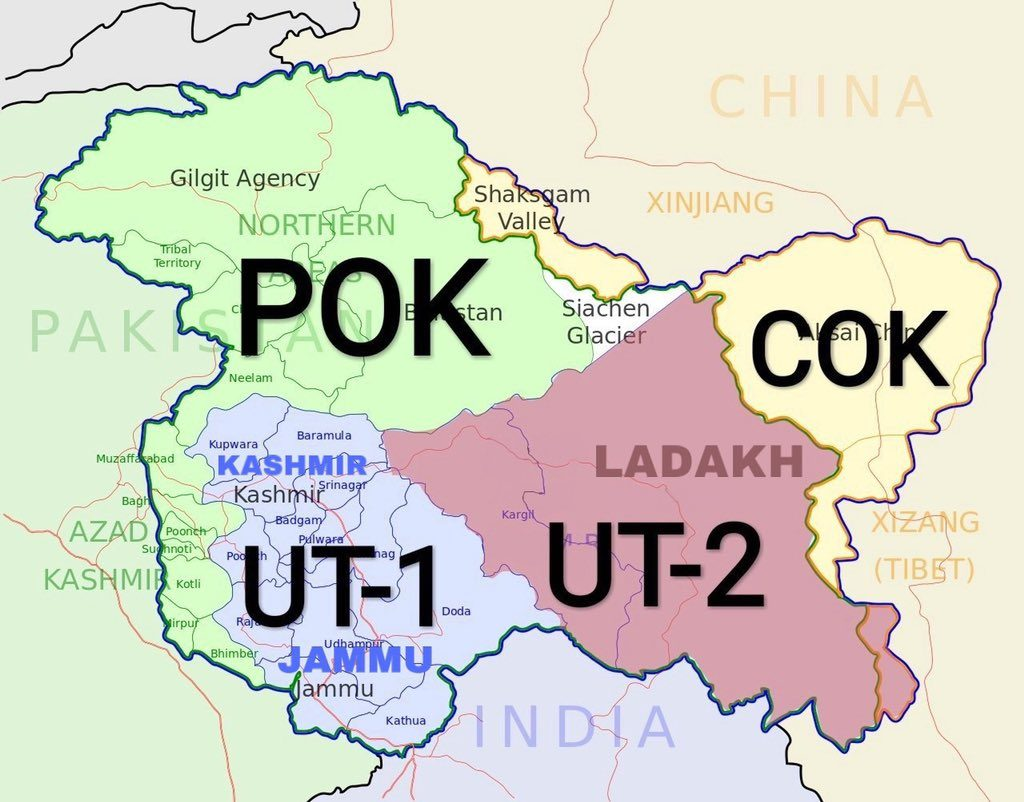 CHINA
Gilgit Agency
Shaksgam
Valley
XINJIANG
NORTHERN
Tribal
Territory
POK
PAKISTAN
Siachen
Glacier
COK
Neelam
Baramula
Kupwara
Muzaffarabad
KASHMIR
LADAKH
Kashmir
Srinagar
Bagh
Kargil
Badgam
XIZANG
AZAD
Poonch
Pulwara
(TIBET)
KASHMIR
Kotli
UT-1
UT-2
Doda
Bhimber
Udhampur
JAMMU
Jammu
Kathua
INDIA